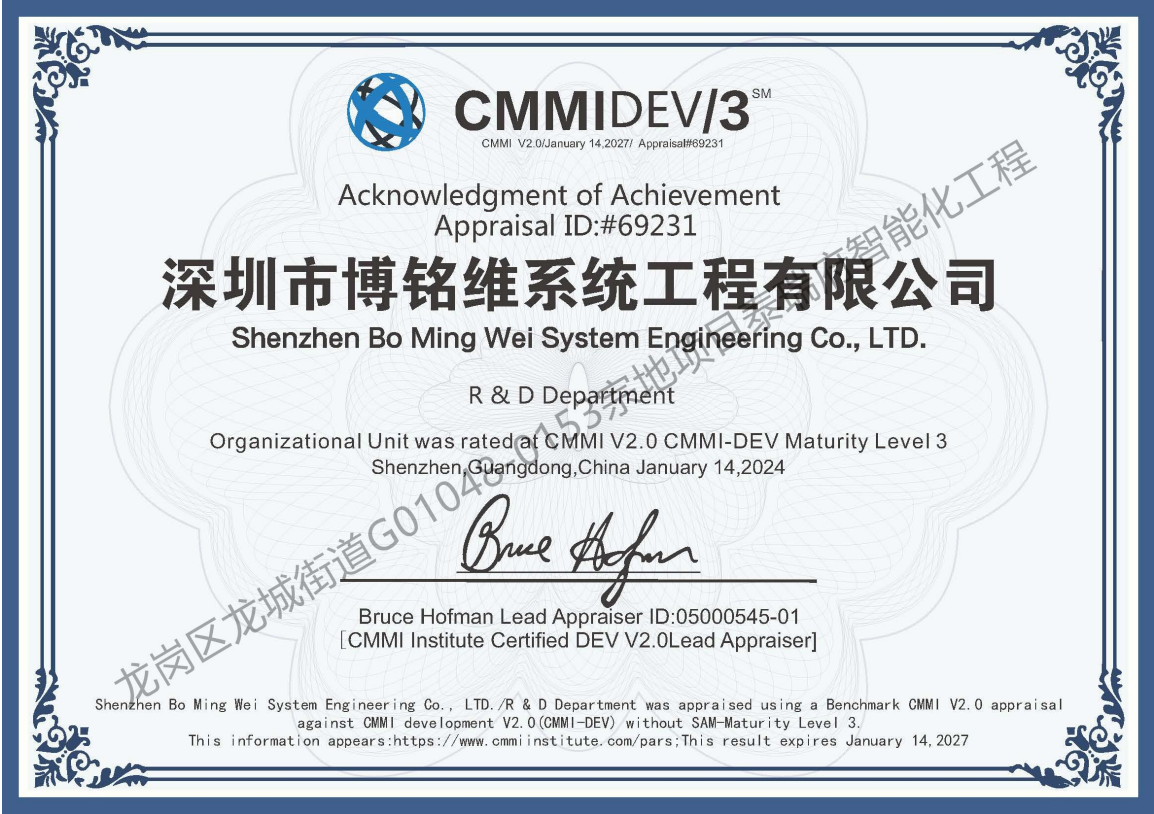 CMMIDEV/3 SM
CMMI V2.0/January 14,2027/ Appraisal#69231
Acknowledgment of Achievement
Appraisal ID:#69231
深圳市博铭维系统工程有限公司
Shenzhen Bo Ming Wei System Engineering Co., LTD.
R & D Department
Organizational Unit was rated at CMMI V2.0 CMMI-DEV Maturity Level 3
Shenzhen,Guangdong,China January 14,2024
Bruce Hofman
Bruce Hofman Lead Appraiser ID:05000545-01
[CMMI Institute Certified DEV V2.0Lead Appraiser]
Shenzhen Bo Ming Wei System Engineering Co., LTD./R & D Department was appraised using a Benchmark CMMI V2.0 appraisal
against CMMI development V2.0(CMMI-DEV) without SAM-Maturity Level 3.
This information appears:https://www.cmmiinstitute.com/pars;This result expires January 14,2027
龙岗区龙城街道G01048-0153宗地项目泰瑞府智能化工程